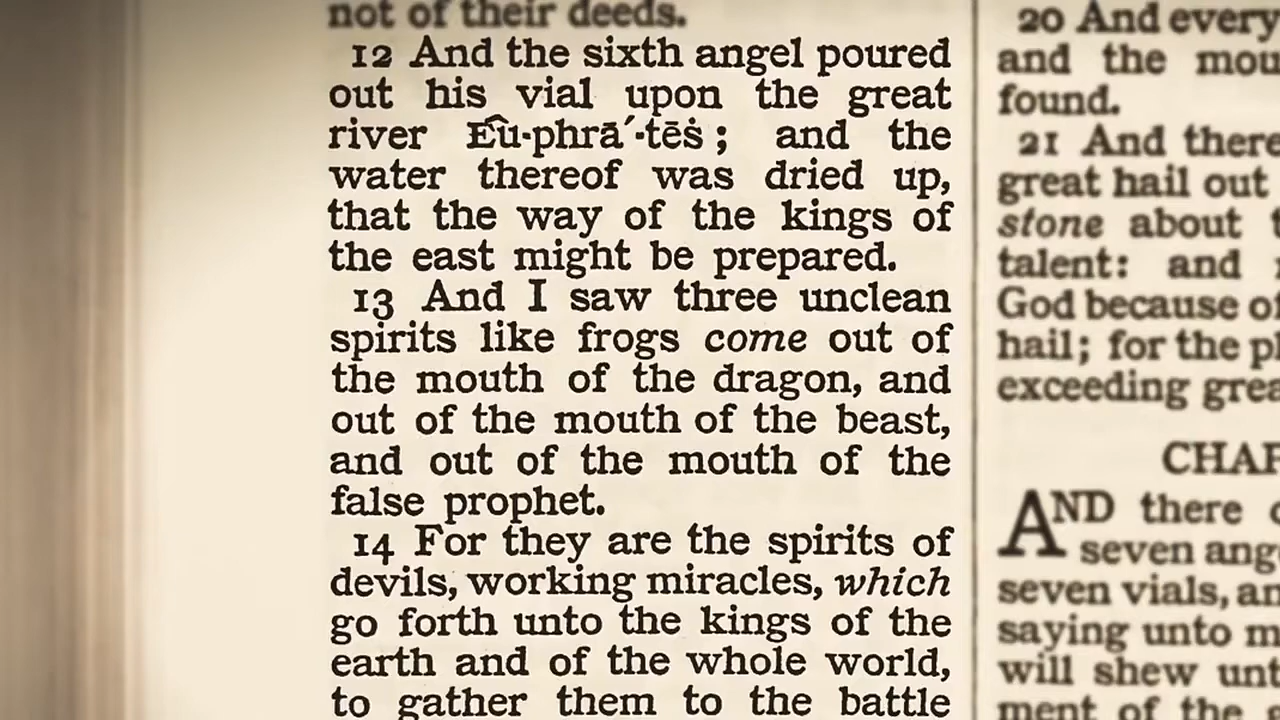 not of their deeds.
12 And the sixth angel poured
out his vial upon the great
river Eû·phrā´·tēṡ; and the
water thereof was dried up,
that the way of the kings of
the east might be prepared.
13 And I saw three unclean
spirits like frogs come out of
the mouth of the dragon, and
out of the mouth of the beast,
and out of the mouth of the
false prophet.
14 For they are the spirits of
devils, working miracles, which
go forth unto the kings of the
earth and of the whole world,
to gather them to the battle
20 And every
and the mou
found.
21 And there
great hail out
stone about
talent: and
God because o
hail; for the pl
exceeding grea
CHAP
AND there
seven ang
seven vials, an
saying unto m
will shew unt
ment of the